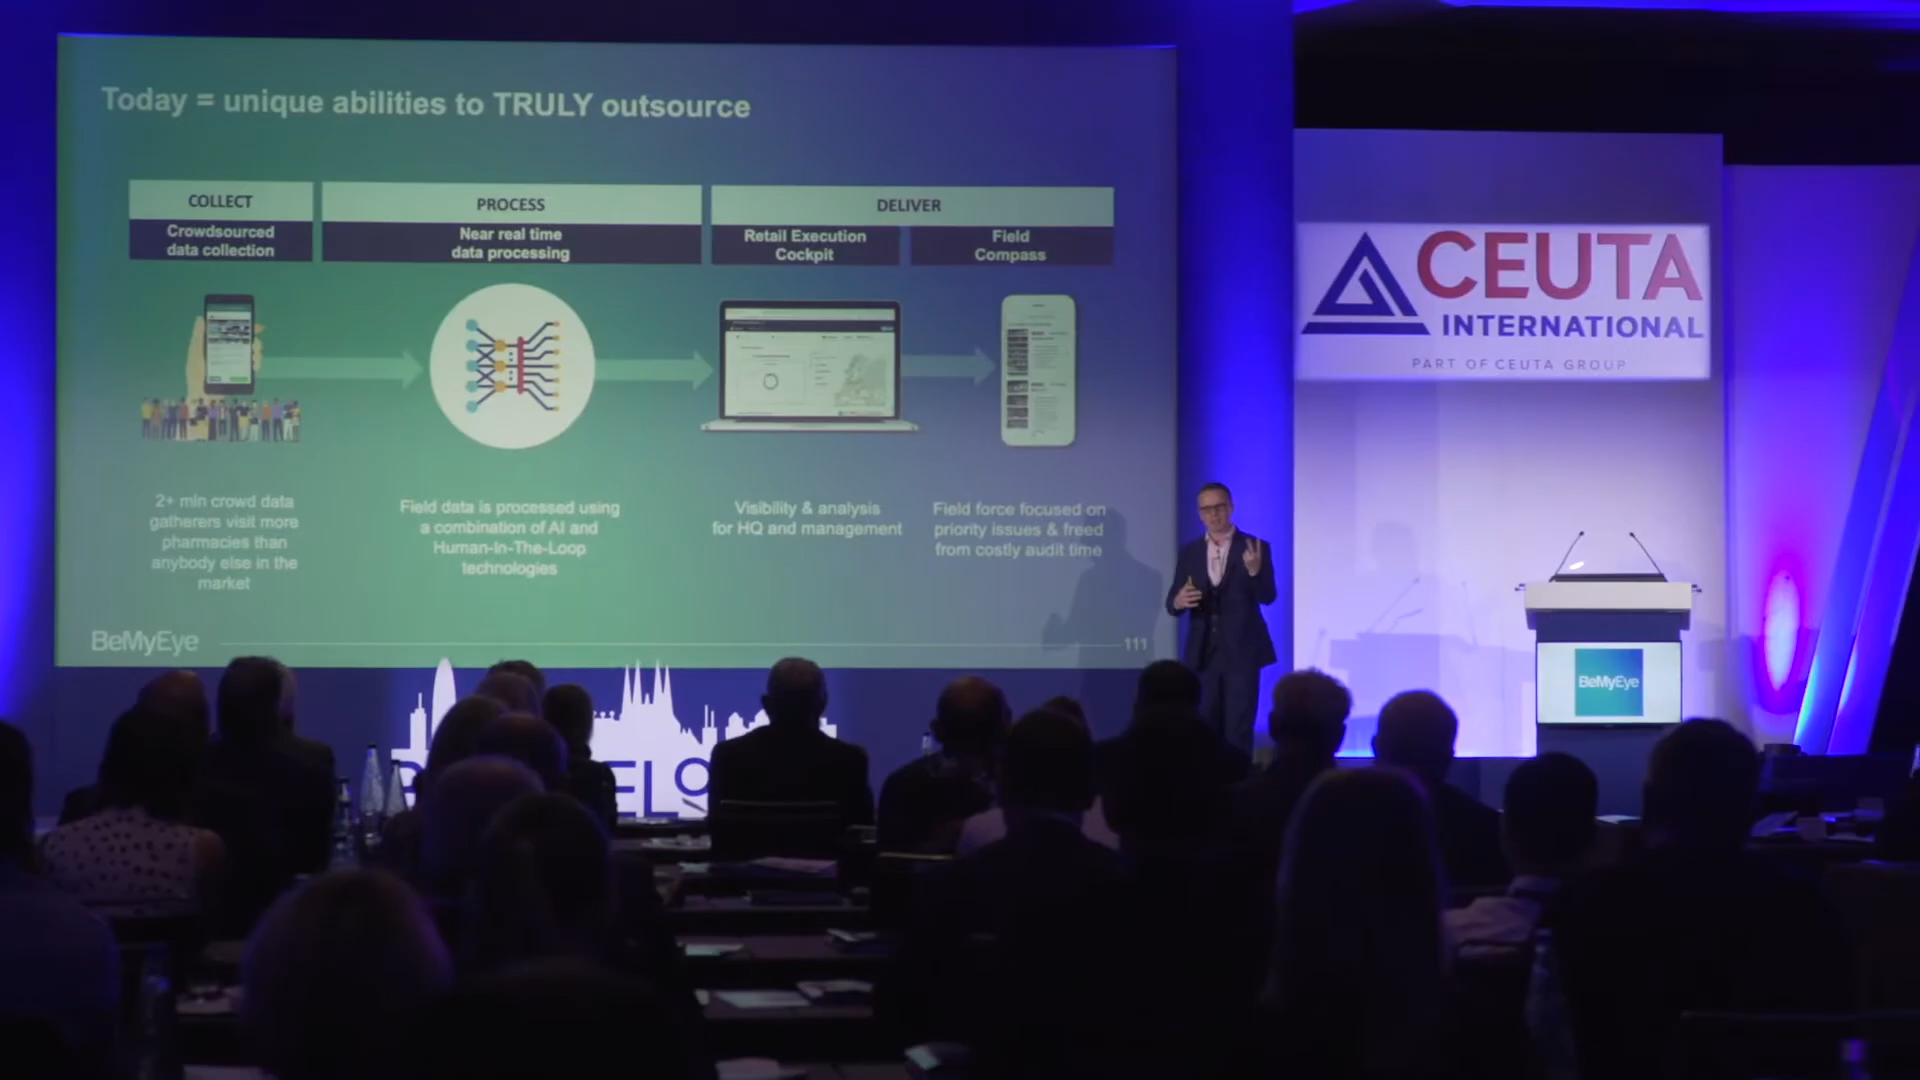 Today = unique abilities to TRULY outsource
COLLECT
Crowdsourced
data collection
PROCESS
Near real time
data processing
DELIVER
Retail Execution
Cockpit
Field
Compass
2+ mln crowd data
gatherers visit more
pharmacies than
anybody else in the
market
Field data is processed using
a combination of AI and
Human-In-The-Loop
technologies
Visibility & analysis
for HQ and management
Field force focused on
priority issues & freed
from costly audit time
BeMyEye
111
CEUTA
INTERNATIONAL
PART OF CEUTA GROUP
BeMyEye